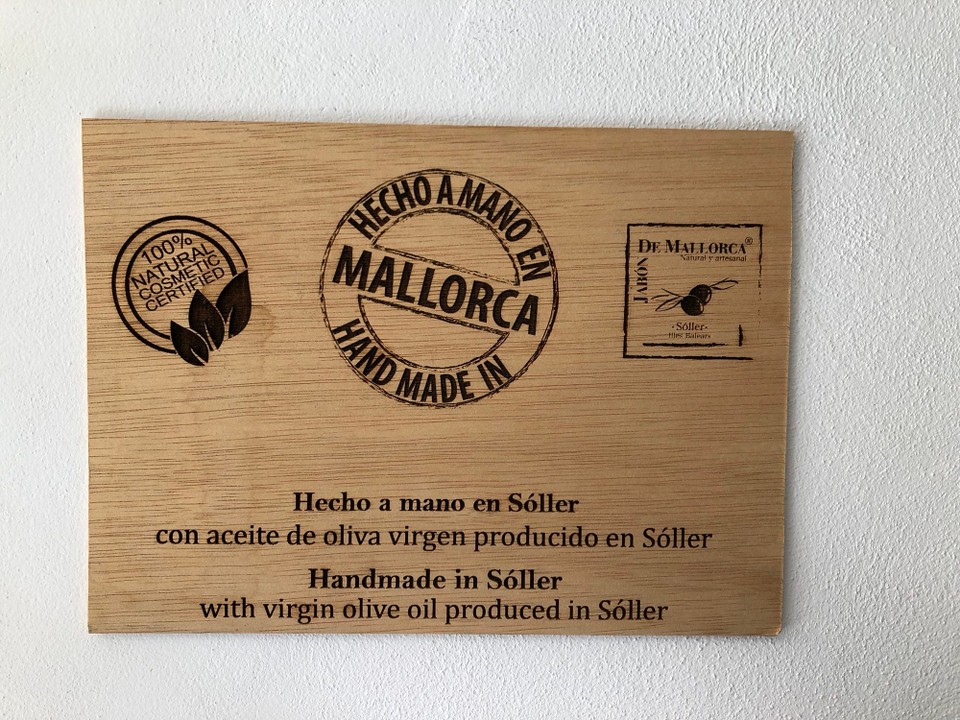 100%
NATURAL
COSMETIC
CERTIFIED
HECHO A MANO EN
MALLORCA
HAND MADE IN
JABÓN
DE MALLORCA®
Natural y artesanal
·Sóller·
Illes Balears
Hecho a mano en Sóller
con aceite de oliva virgen producido en Sóller
Handmade in Sóller
with virgin olive oil produced in Sóller